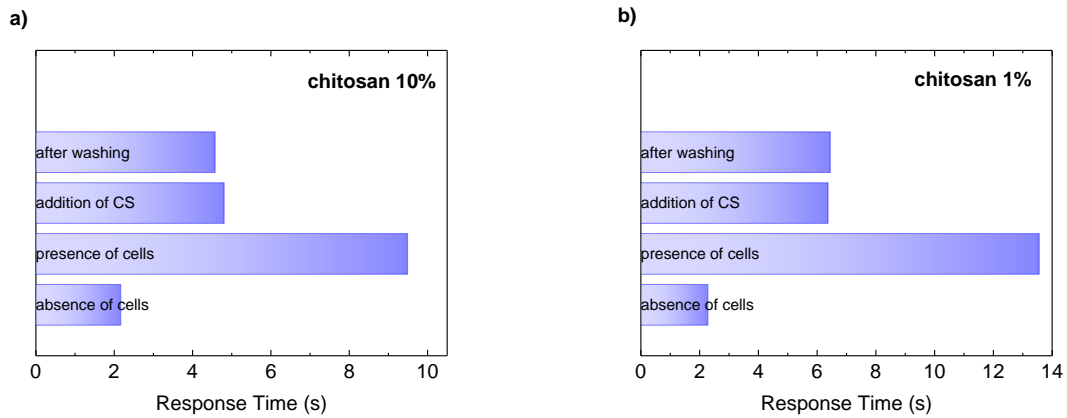 a)
chitosan 10%
after washing
addition of CS
presence of cells
absence of cells
0 2 4 6 8 10
Response Time (s)
b)
chitosan 1%
after washing
addition of CS
presence of cells
absence of cells
0 2 4 6 8 10 12 14
Response Time (s)